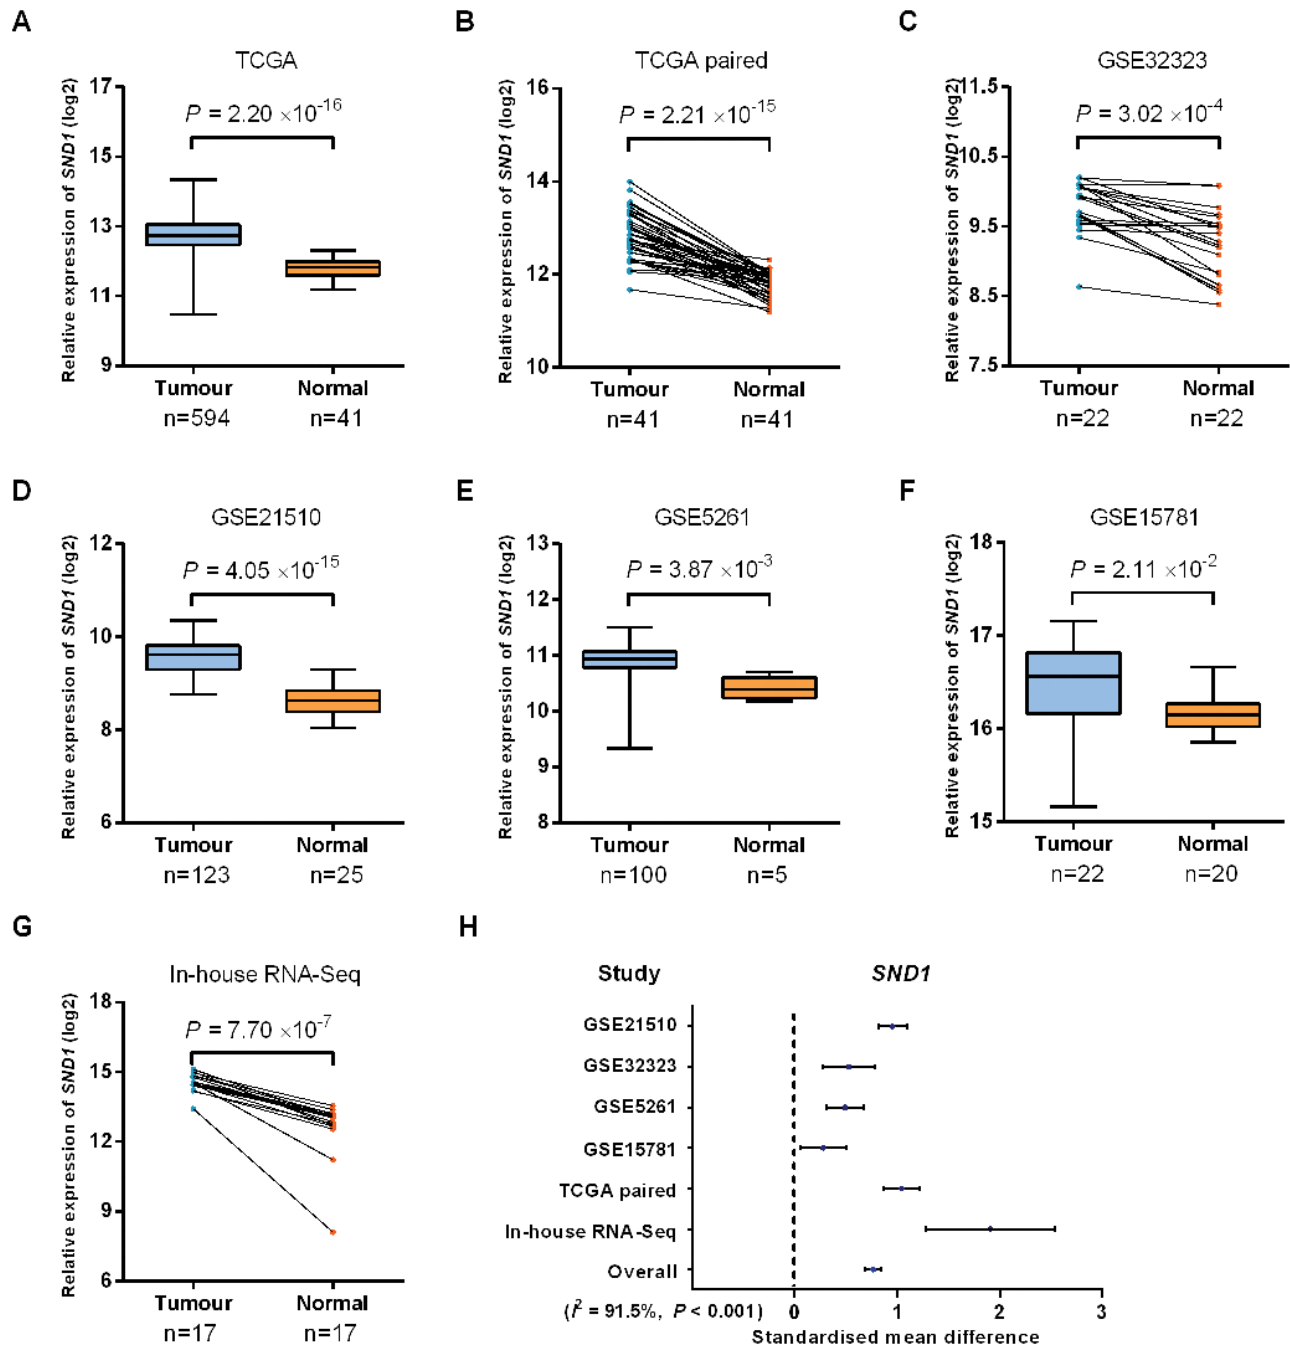 A
TCGA
Relative expression of SND1 (log2)
17
15
13
11
9
P = 2.20 ×10-16
Tumour Normal
n=594 n=41
B
TCGA paired
Relative expression of SND1 (log2)
16
14
12
10
P = 2.21 ×10-15
Tumour Normal
n=41 n=41
C
GSE32323
Relative expression of SND1 (log2)
11.5
10.5
9.5
8.5
7.5
P = 3.02 ×10-4
Tumour Normal
n=22 n=22
D
GSE21510
Relative expression of SND1 (log2)
12
10
8
6
P = 4.05 ×10-15
Tumour Normal
n=123 n=25
E
GSE5261
Relative expression of SND1 (log2)
13
12
11
10
9
8
P = 3.87 ×10-3
Tumour Normal
n=100 n=5
F
GSE15781
Relative expression of SND1 (log2)
18
17
16
15
P = 2.11 ×10-2
Tumour Normal
n=22 n=20
G
In-house RNA-Seq
Relative expression of SND1 (log2)
18
15
12
9
6
P = 7.70 ×10-7
Tumour Normal
n=17 n=17
H
Study SND1
GSE21510
GSE32323
GSE5261
GSE15781
TCGA paired
In-house RNA-Seq
Overall
(I2 = 91.5%, P < 0.001) 0 1 2 3
Standardised mean difference